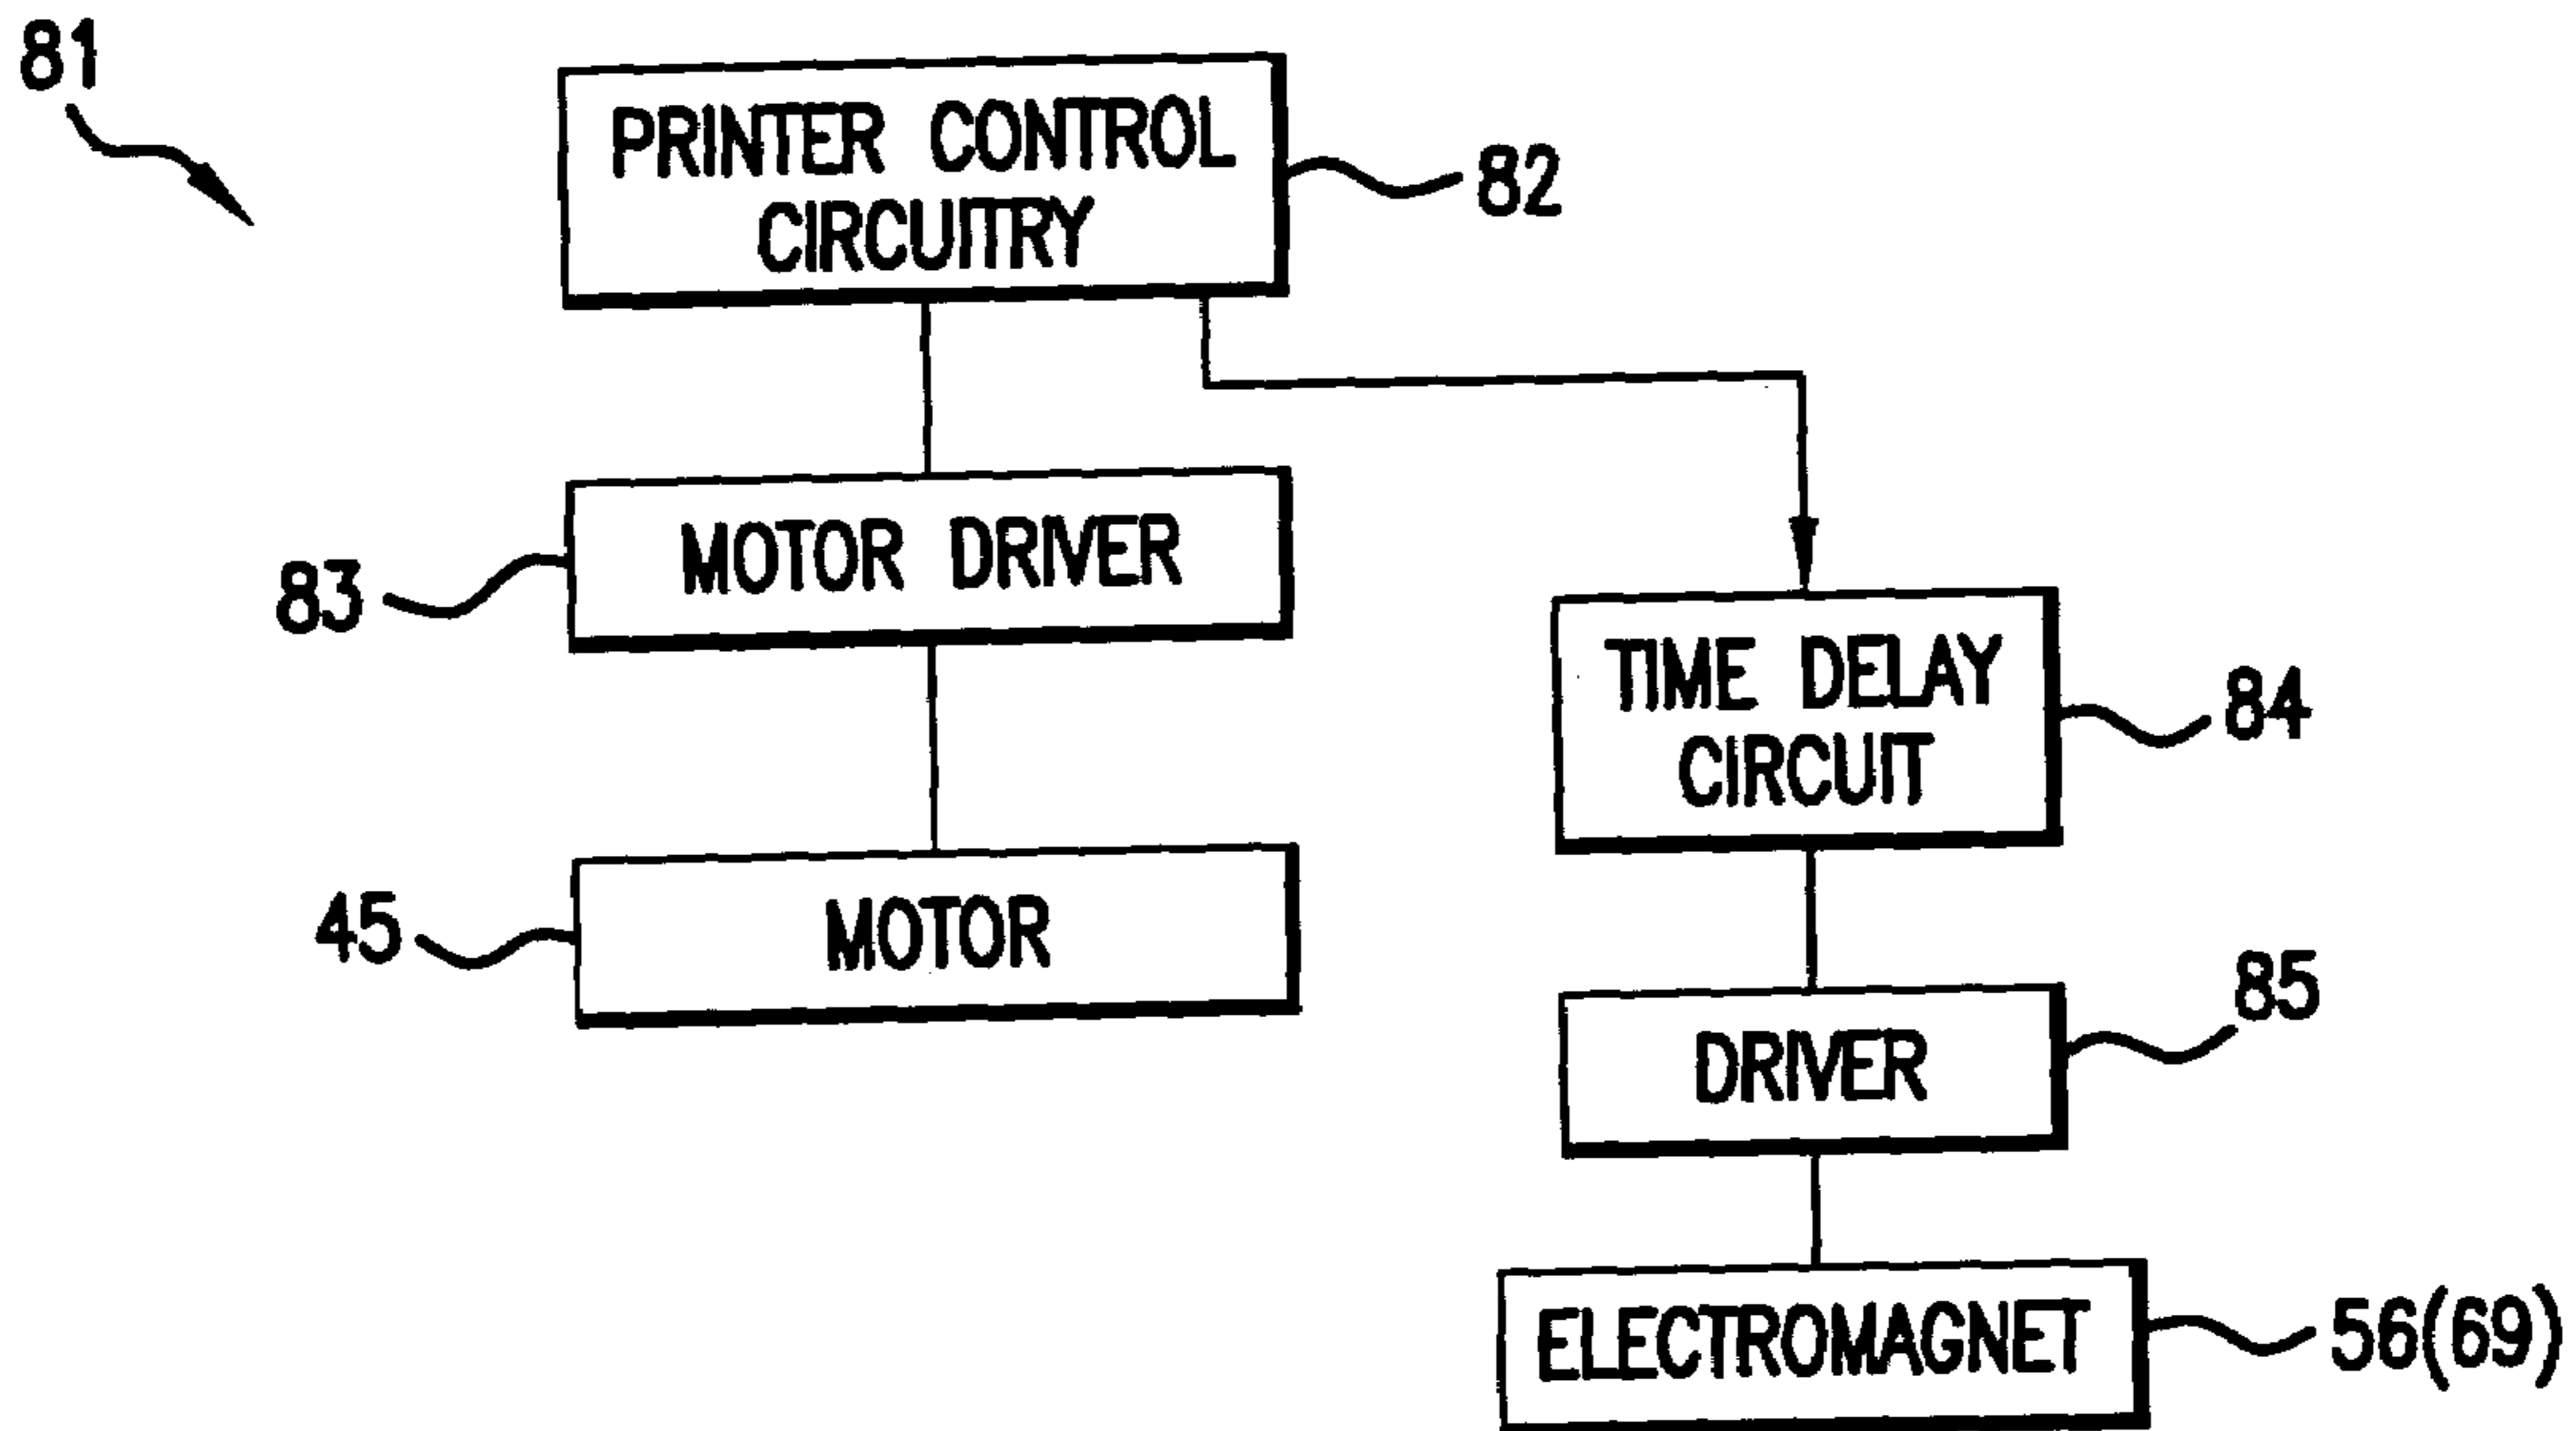 81
PRINTER CONTROL
CIRCUITRY
82
MOTOR DRIVER
83
TIME DELAY
CIRCUIT
84
MOTOR
45
DRIVER
85
ELECTROMAGNET
56(69)